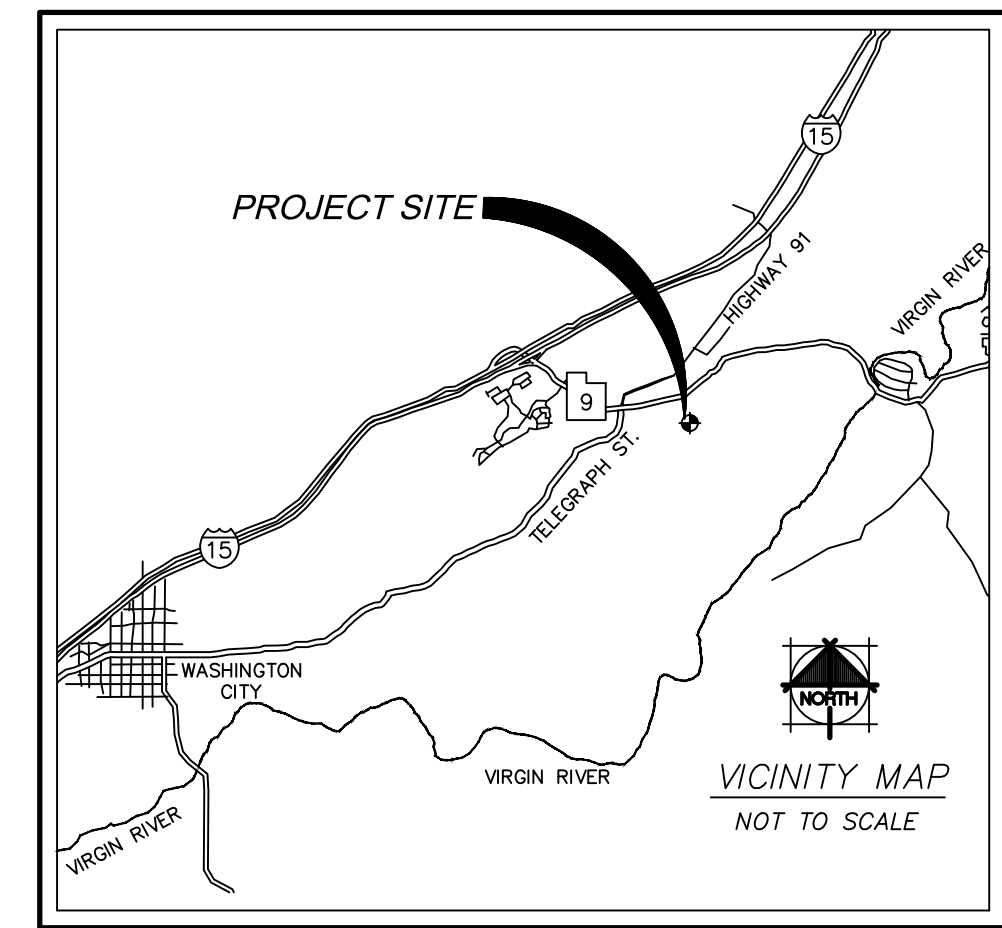 15
PROJECT SITE
HIGHWAY 91
VIRGIN RIVER
9
TELEGRAPH ST.
15
WASHINGTON
CITY
NORTH
VIRGIN RIVER
VICINITY MAP
NOT TO SCALE
VIRGIN RIVER